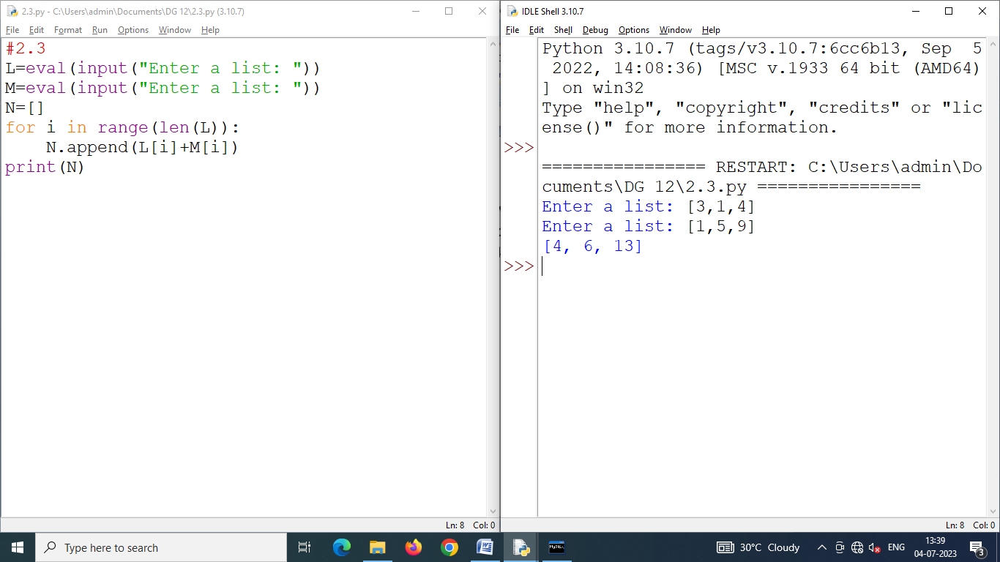 2.3.py - C:\Users\admin\Documents\DG 12\2.3.py (3.10.7)
File Edit Format Run Options Window Help
#2.3
L=eval(input("Enter a list: "))
M=eval(input("Enter a list: "))
N=[]
for i in range(len(L)):
    N.append(L[i]+M[i])
print(N)
Ln: 8 Col: 0
IDLE Shell 3.10.7
File Edit Shell Debug Options Window Help
Python 3.10.7 (tags/v3.10.7:6cc6b13, Sep  5
 2022, 14:08:36) [MSC v.1933 64 bit (AMD64)
] on win32
Type "help", "copyright", "credits" or "lic
ense()" for more information.
>>>
================ RESTART: C:\Users\admin\Do
cuments\DG 12\2.3.py ================
Enter a list: [3,1,4]
Enter a list: [1,5,9]
[4, 6, 13]
>>>
Ln: 8 Col: 0
Type here to search
30°C Cloudy
ENG
13:39
04-07-2023
3